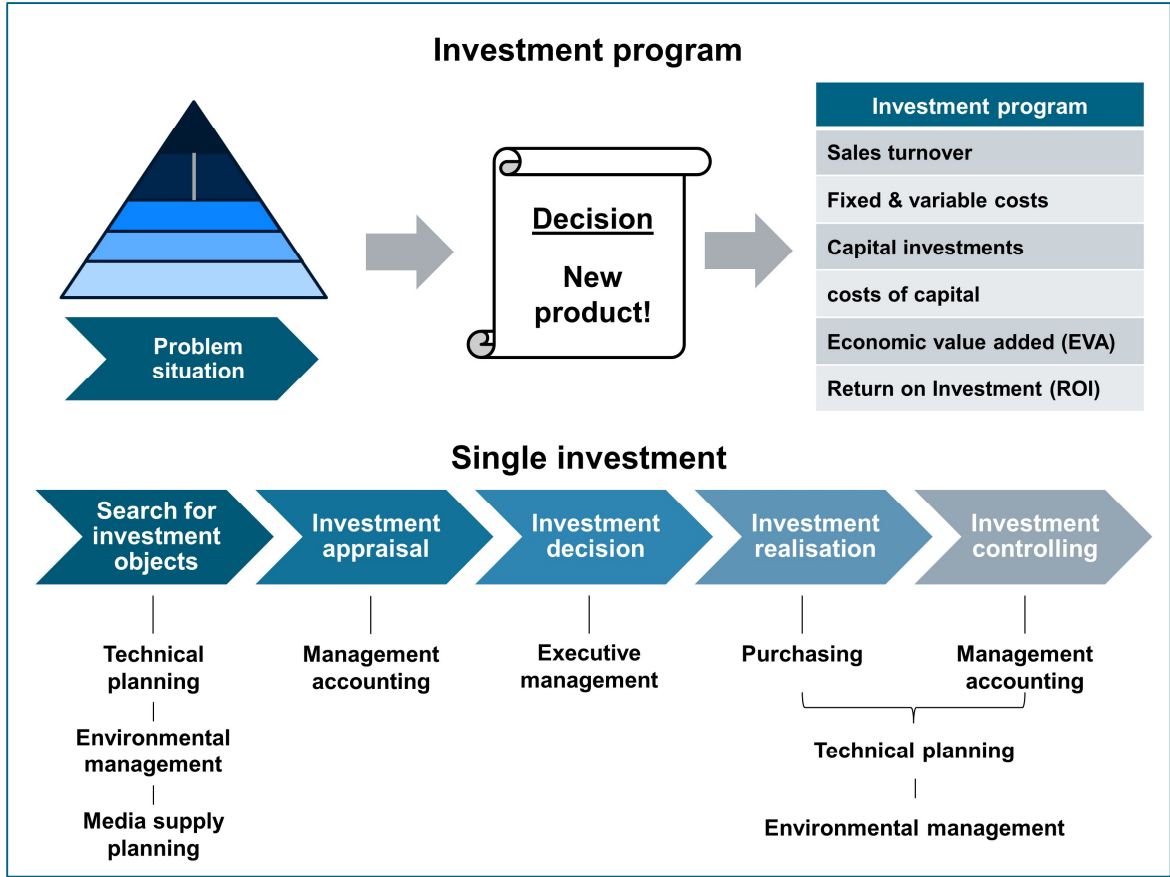 Investment program
Problem
situation
Decision
New
product!
Investment program
Sales turnover
Fixed & variable costs
Capital investments
costs of capital
Economic value added (EVA)
Return on Investment (ROI)
Single investment
Search for
investment
objects
Investment
appraisal
Investment
decision
Investment
realisation
Investment
controlling
Technical
planning
Environmental
management
Media supply
planning
Management
accounting
Executive
management
Purchasing
Management
accounting
Technical planning
Environmental management